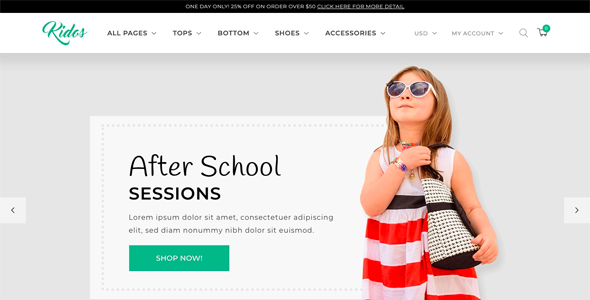 ONE DAY ONLY! 25% OFF ON ORDER OVER $50 CLICK HERE FOR MORE DETAIL
Kidos
ALL PAGES TOPS BOTTOM SHOES ACCESSORIES USD MY ACCOUNT
After School
SESSIONS
Lorem ipsum dolor sit amet, consectetuer adipiscing
elit, sed diam nonummy nibh dolor sit euismod.
SHOP NOW!